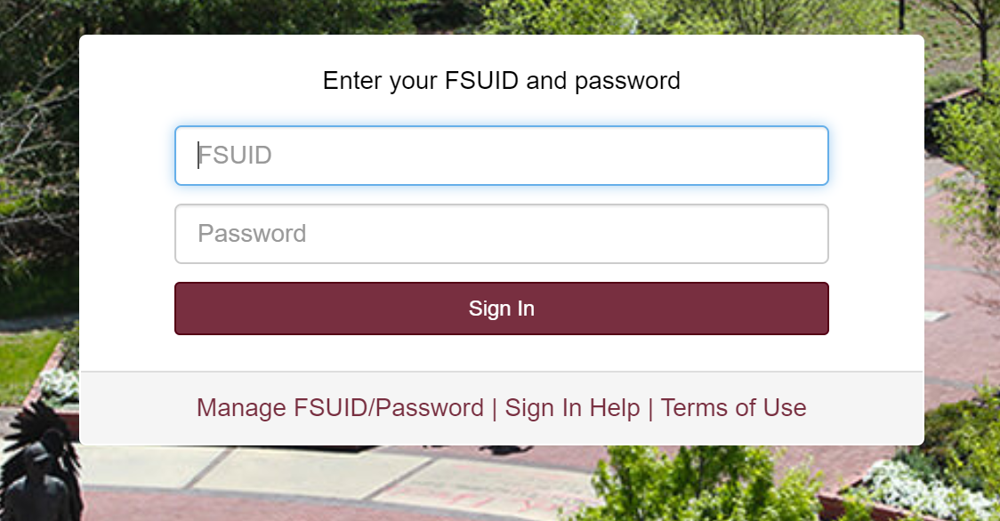 Enter your FSUID and password
FSUID
Password
Sign In
Manage FSUID/Password | Sign In Help | Terms of Use